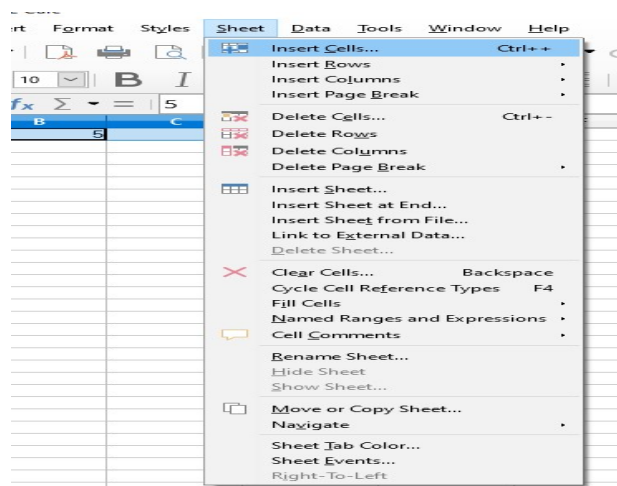 rt Format Styles Sheet Data Tools Window Help
10 B I
fx Σ = 5
B C
5
Insert Cells... Ctrl++
Insert Rows
Insert Columns
Insert Page Break
Delete Cells... Ctrl+-
Delete Rows
Delete Columns
Delete Page Break
Insert Sheet...
Insert Sheet at End...
Insert Sheet from File...
Link to External Data...
Delete Sheet...
Clear Cells... Backspace
Cycle Cell Reference Types F4
Fill Cells
Named Ranges and Expressions
Cell Comments
Rename Sheet...
Hide Sheet
Show Sheet...
Move or Copy Sheet...
Navigate
Sheet Tab Color...
Sheet Events...
Right-To-Left